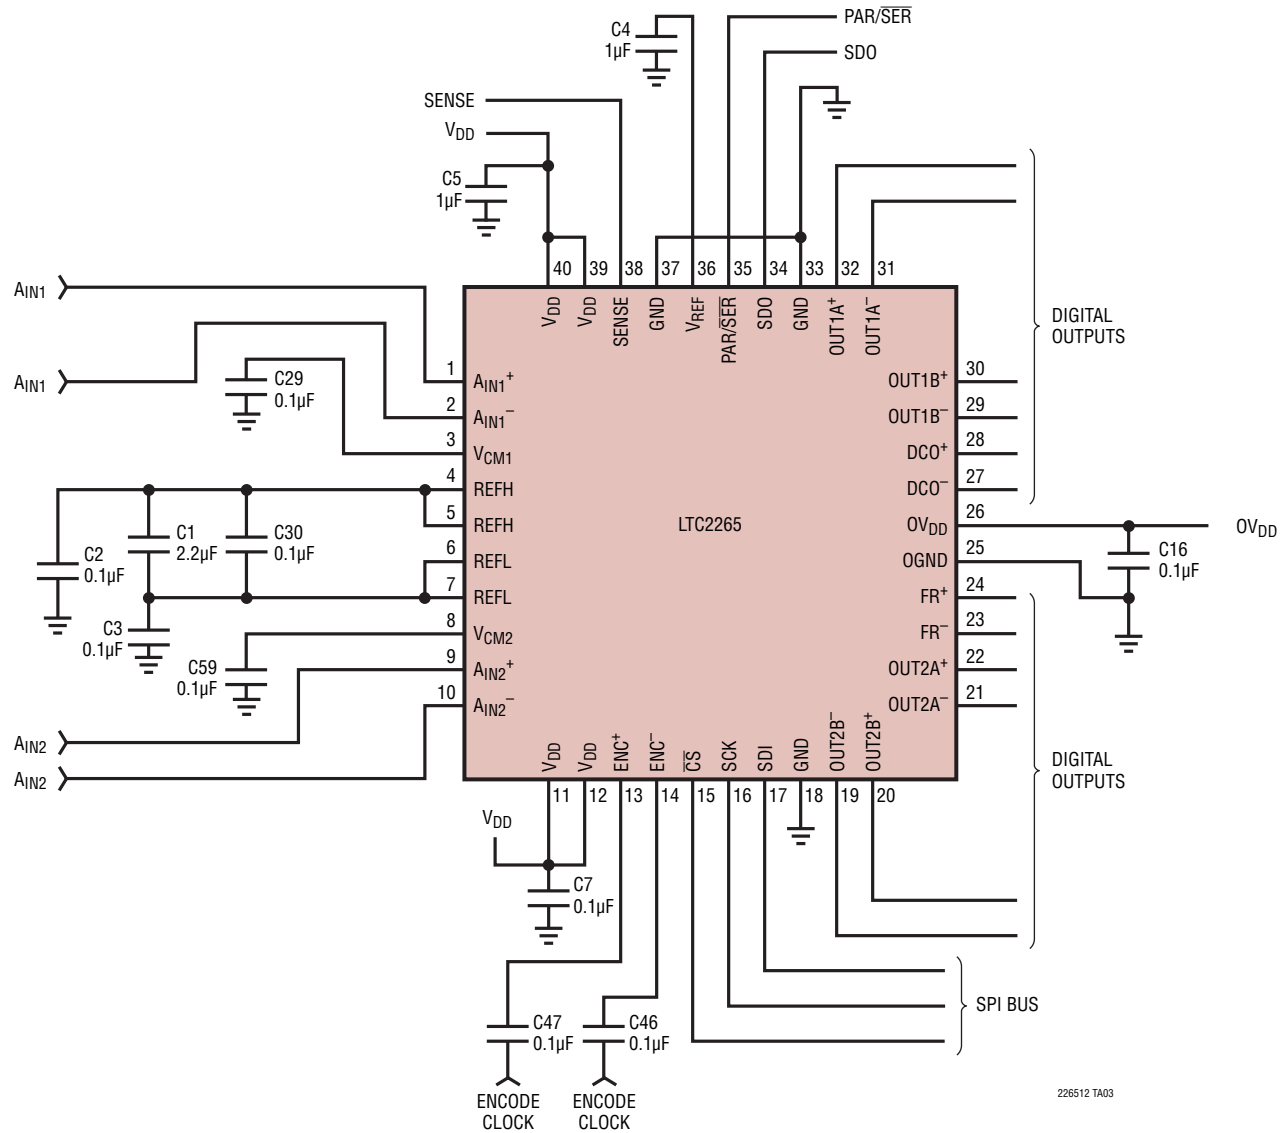 C4
1µF
PAR/SER
SDO
SENSE
VDD
C5
1µF
40 39 38 37 36 35 34 33 32 31
VDD VDD SENSE GND VREF PAR/SER SDO GND OUT1A+ OUT1A–
AIN1
AIN1
C29
0.1µF
1 AIN1+
2 AIN1–
3 VCM1
4 REFH
5 REFH
6 REFL
7 REFL
8 VCM2
9 AIN2+
10 AIN2–
C1
2.2µF
C30
0.1µF
C2
0.1µF
C3
0.1µF
C59
0.1µF
AIN2
AIN2
LTC2265
DIGITAL
OUTPUTS
OUT1B+ 30
OUT1B– 29
DCO+ 28
DCO– 27
OVDD 26
OGND 25
FR+ 24
FR– 23
OUT2A+ 22
OUT2A– 21
OVDD
C16
0.1µF
DIGITAL
OUTPUTS
VDD VDD ENC+ ENC– CS SCK SDI GND OUT2B– OUT2B+
11 12 13 14 15 16 17 18 19 20
VDD
C7
0.1µF
C47
0.1µF
C46
0.1µF
SPI BUS
ENCODE
CLOCK
ENCODE
CLOCK
226512 TA03